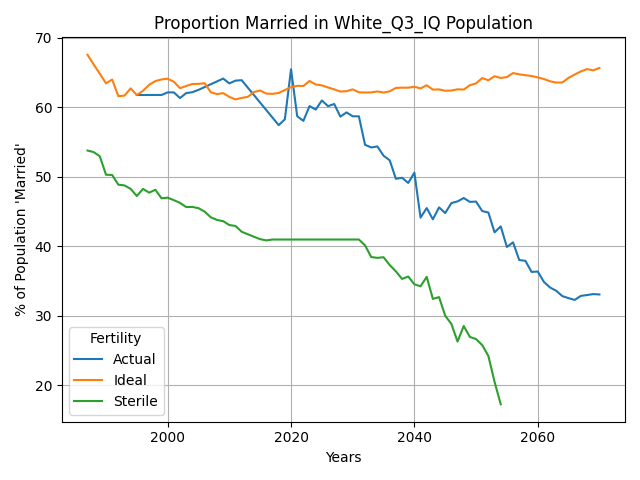 Proportion Married in White_Q3_IQ Population
70
60
50
40
30
20
% of Population 'Married'
Fertility
Actual
Ideal
Sterile
2000
2020
2040
2060
Years